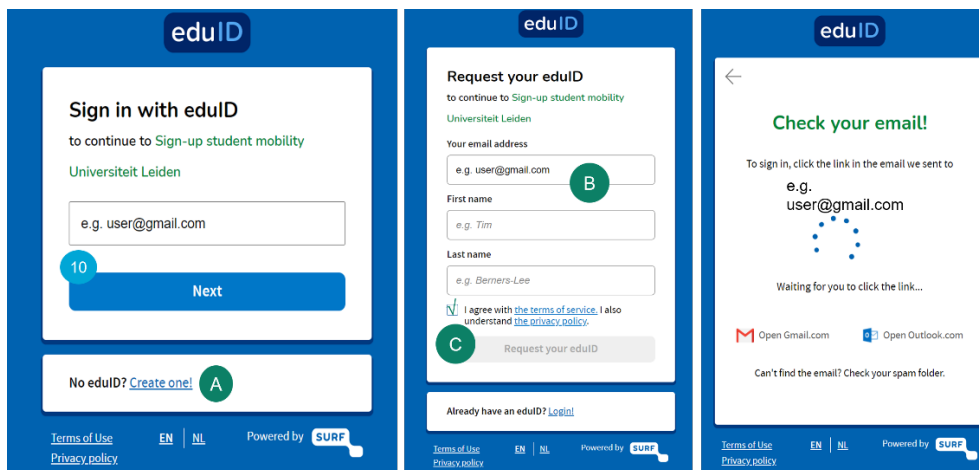 eduID
Sign in with eduID
to continue to Sign-up student mobility
Universiteit Leiden
e.g. user@gmail.com
10
Next
No eduID? Create one!
A
Terms of Use
EN | NL
Powered by SURF
Privacy policy
eduID
Request your eduID
to continue to Sign-up student mobility
Universiteit Leiden
Your email address
e.g. user@gmail.com
B
First name
e.g. Tim
Last name
e.g. Berners-Lee
I agree with the terms of service. I also
understand the privacy policy.
C
Request your eduID
Already have an eduID? Login!
Terms of Use
EN | NL
Powered by SURF
Privacy policy
eduID
Check your email!
To sign in, click the link in the email we sent to
e.g.
user@gmail.com
Waiting for you to click the link...
Open Gmail.com
Open Outlook.com
Can't find the email? Check your spam folder.
Terms of Use
EN | NL
Powered by SURF
Privacy policy